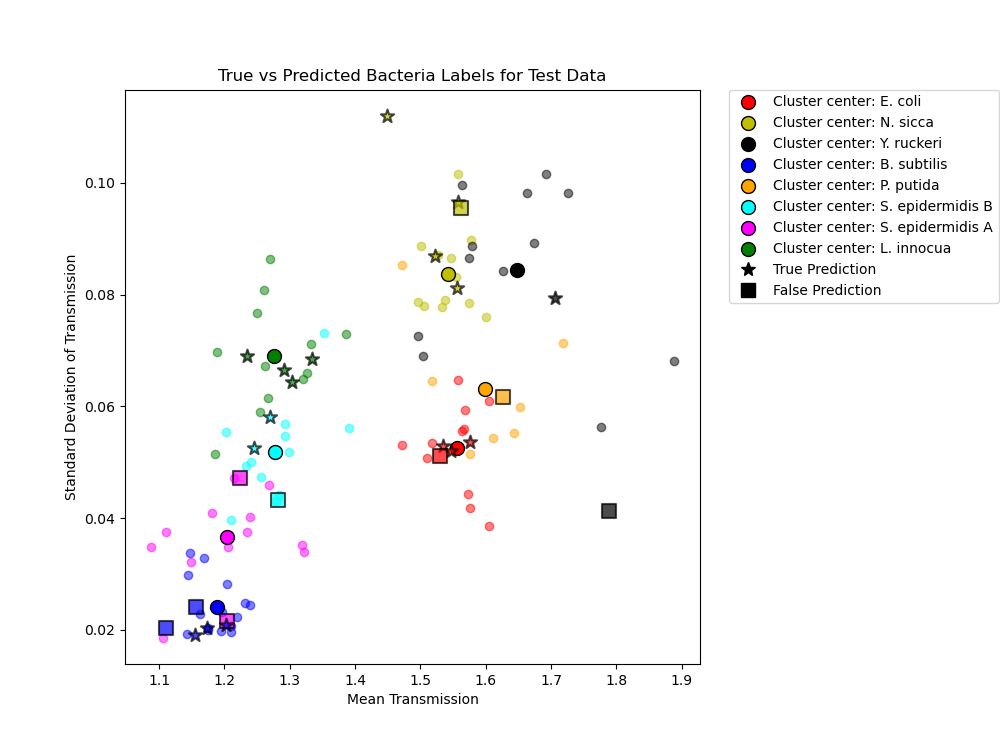 True vs Predicted Bacteria Labels for Test Data
Standard Deviation of Transmission
0.10
0.08
0.06
0.04
0.02
1.1 1.2 1.3 1.4 1.5 1.6 1.7 1.8 1.9
Mean Transmission
Cluster center: E. coli
Cluster center: N. sicca
Cluster center: Y. ruckeri
Cluster center: B. subtilis
Cluster center: P. putida
Cluster center: S. epidermidis B
Cluster center: S. epidermidis A
Cluster center: L. innocua
True Prediction
False Prediction